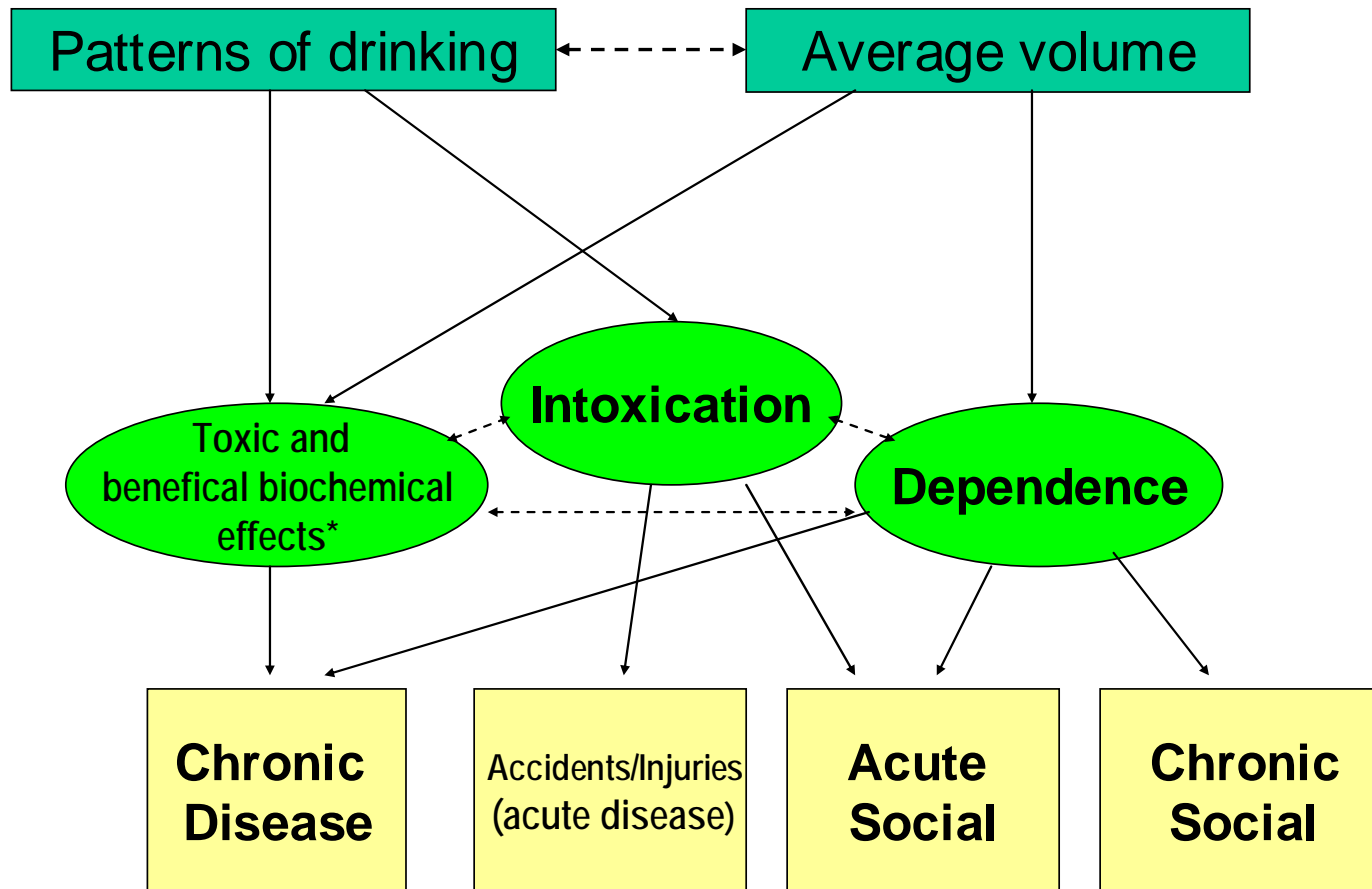 Patterns of drinking
Average volume
Intoxication
Toxic and
benefical biochemical
effects*
Dependence
Chronic
Disease
Accidents/Injuries
(acute disease)
Acute
Social
Chronic
Social